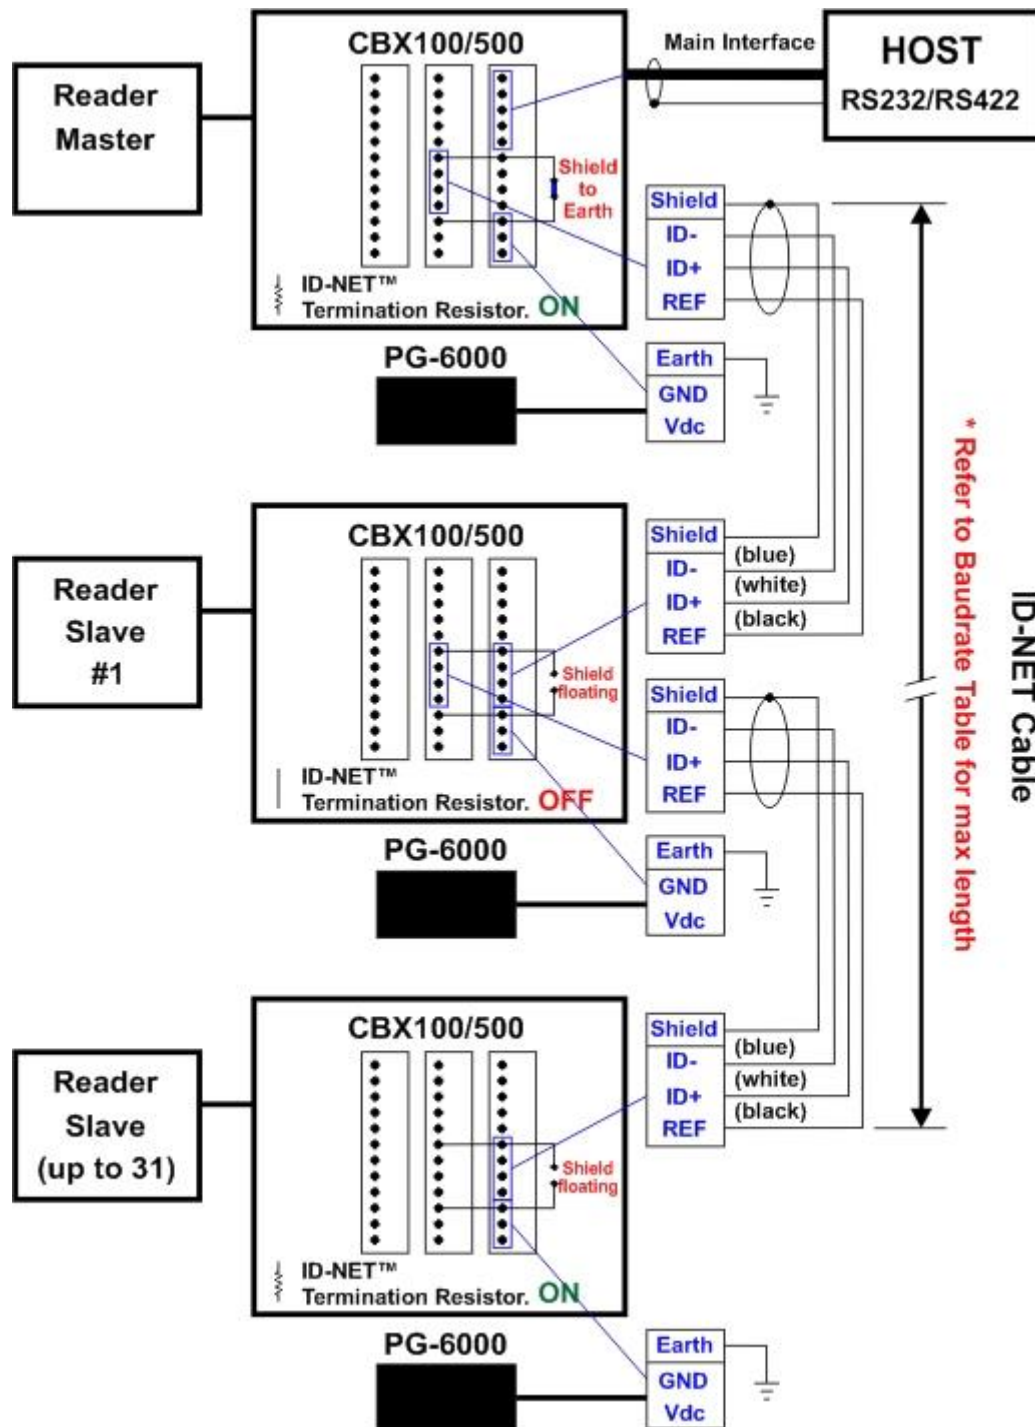 CBX100/500
Main Interface
HOST
RS232/RS422
Reader
Master
Shield
to
Earth
Shield
ID-
ID+
REF
ID-NET™
Termination Resistor. ON
PG-6000
Earth
GND
Vdc
* Refer to Baudrate Table for max length
ID-NET Cable
CBX100/500
Reader
Slave
#1
Shield
floating
Shield
ID-
ID+
REF
(blue)
(white)
(black)
Shield
ID-
ID+
REF
ID-NET™
Termination Resistor. OFF
PG-6000
Earth
GND
Vdc
CBX100/500
Reader
Slave
(up to 31)
Shield
floating
Shield
ID-
ID+
REF
(blue)
(white)
(black)
ID-NET™
Termination Resistor. ON
PG-6000
Earth
GND
Vdc